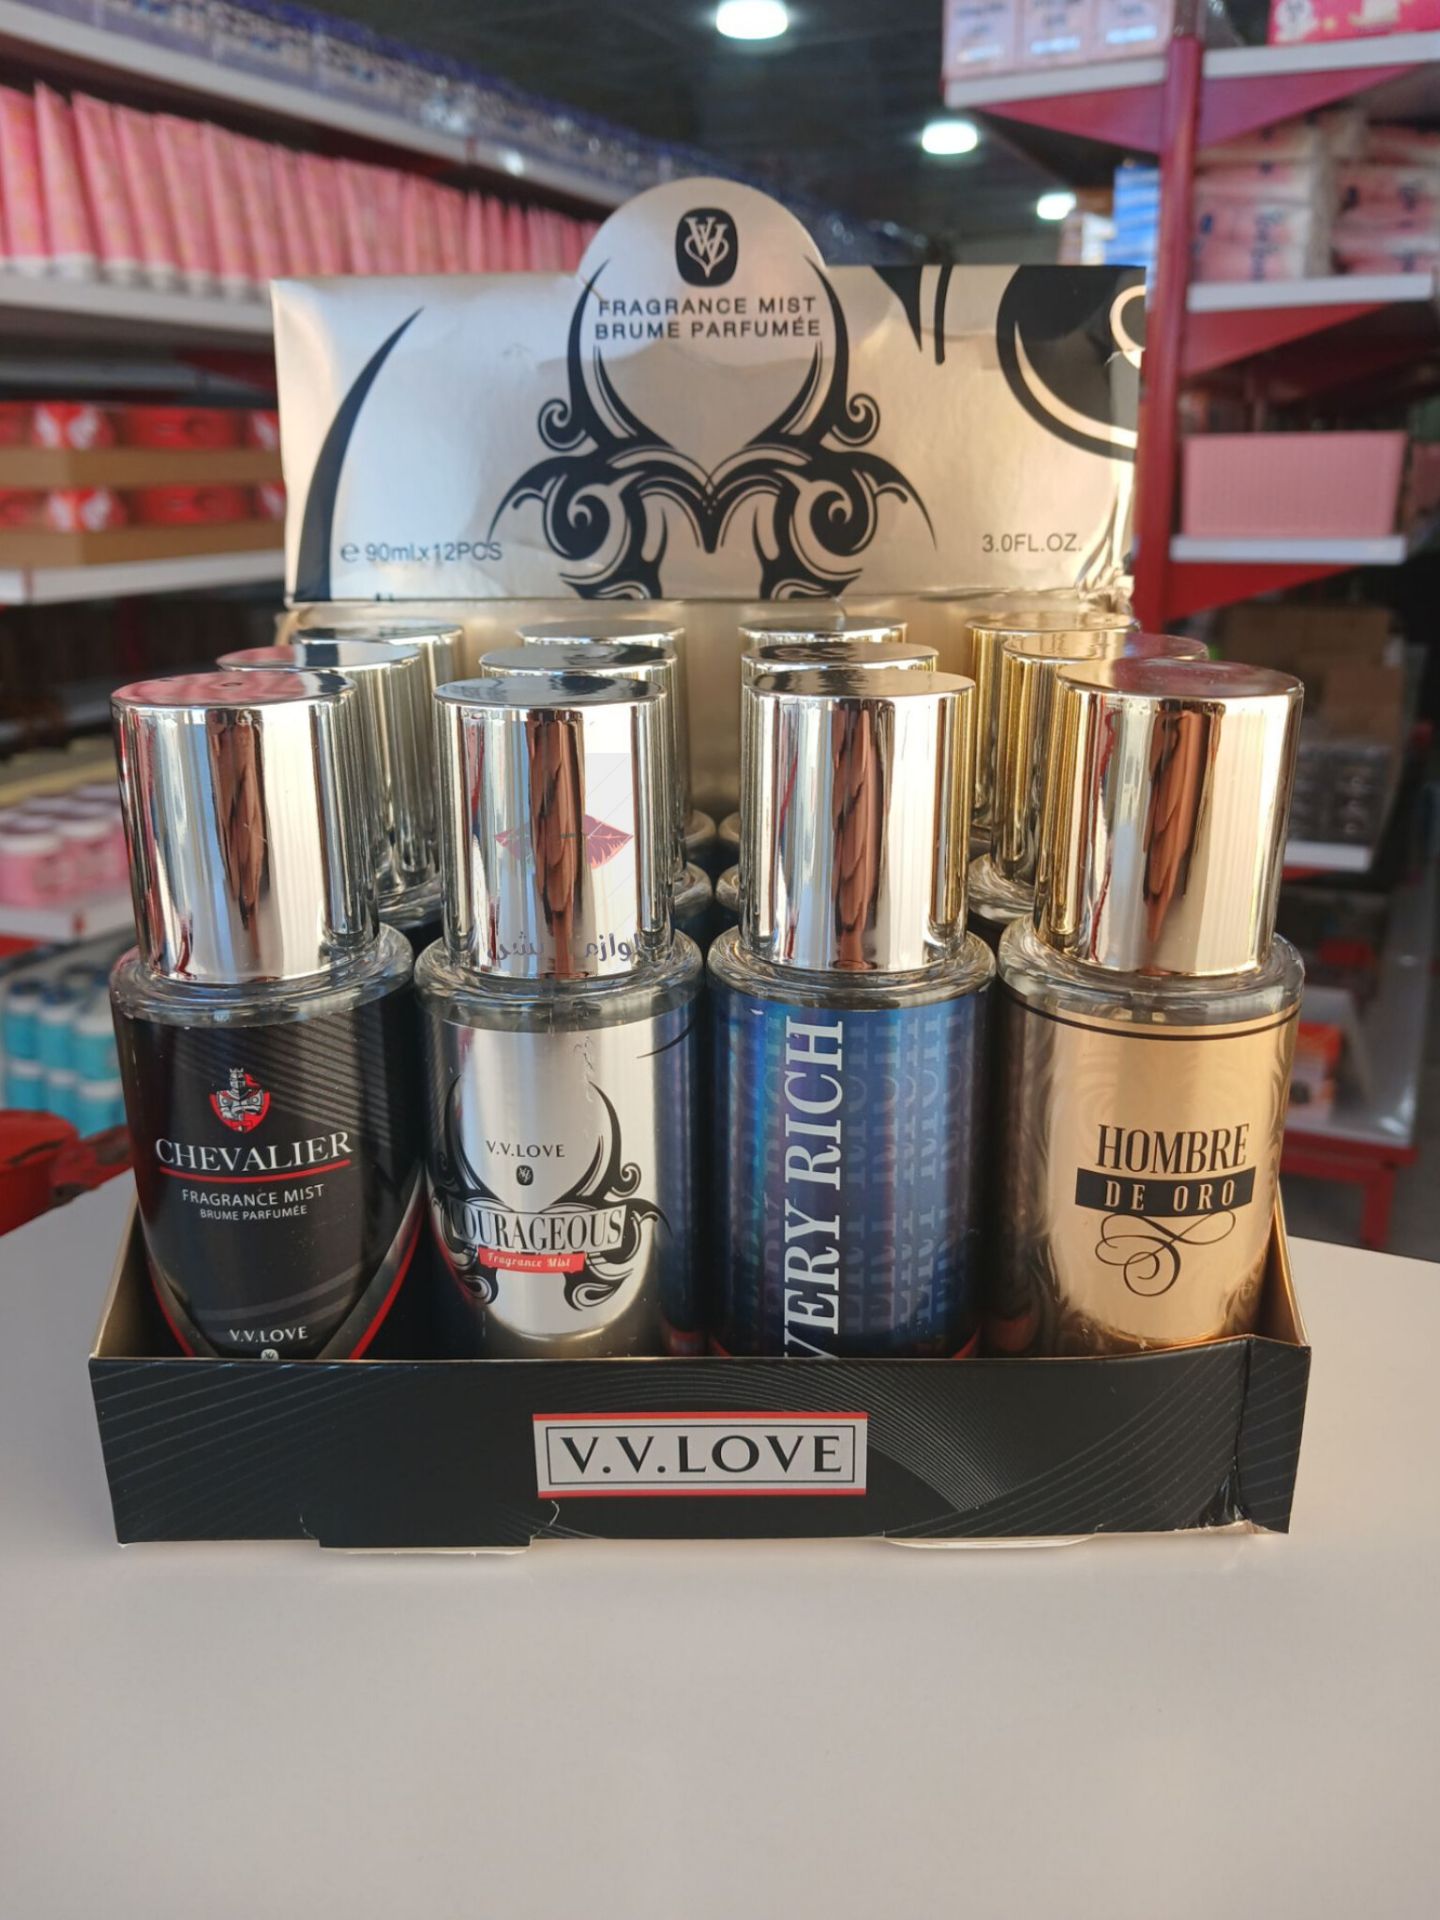 FRAGRANCE MIST
BRUME PARFUMÉE
e 90ml.x12PCS
3.0FL.OZ.
CHEVALIER
FRAGRANCE MIST
BRUME PARFUMÉE
V.V.LOVE
V.V.LOVE
COURAGEOUS
Fragrance Mist
VERY RICH
HOMBRE
DE ORO
V.V.LOVE